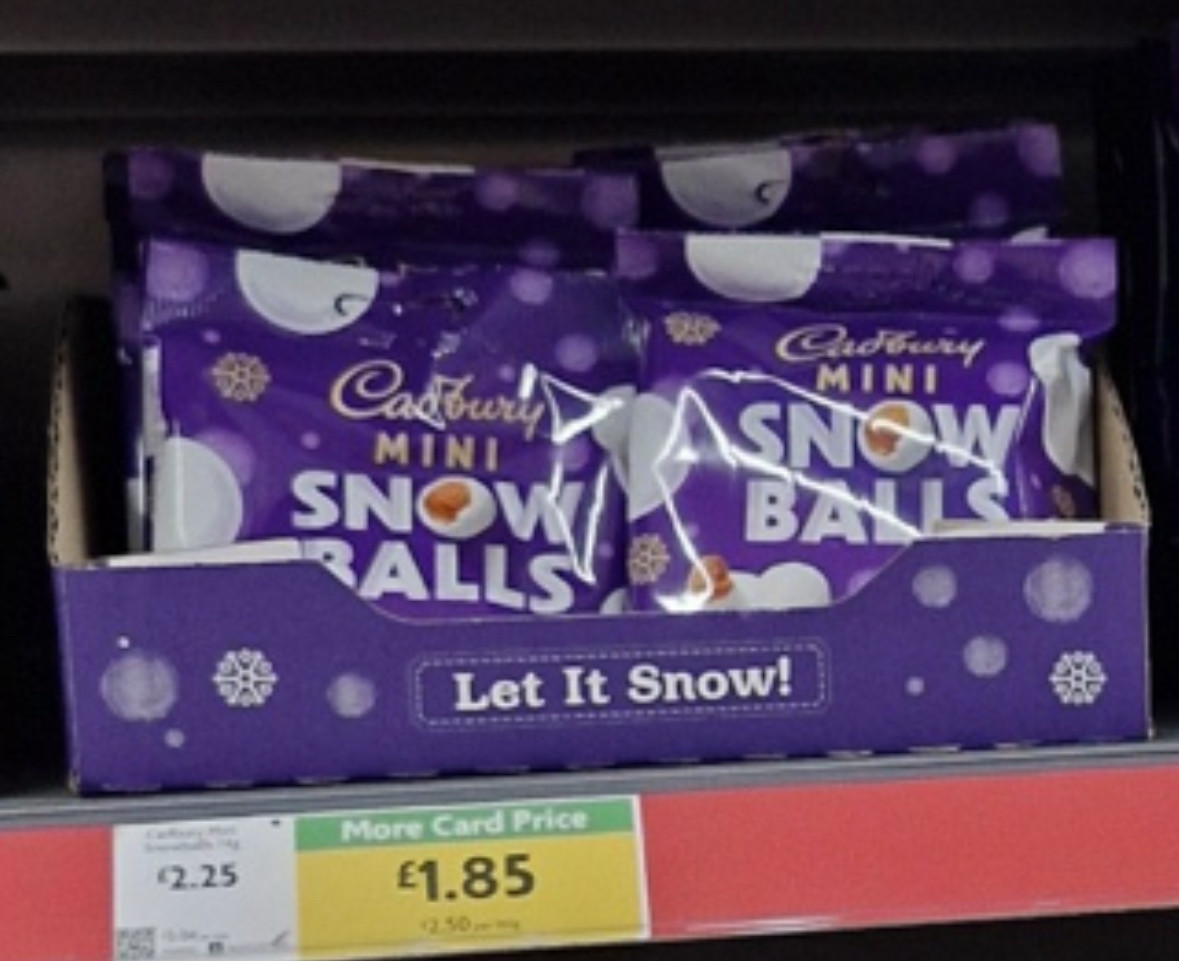 Cadbury
MINI
SNOW
BALLS
Cadbury
MINI
SNOW
BALLS
Let It Snow!
More Card Price
£2.25
£1.85